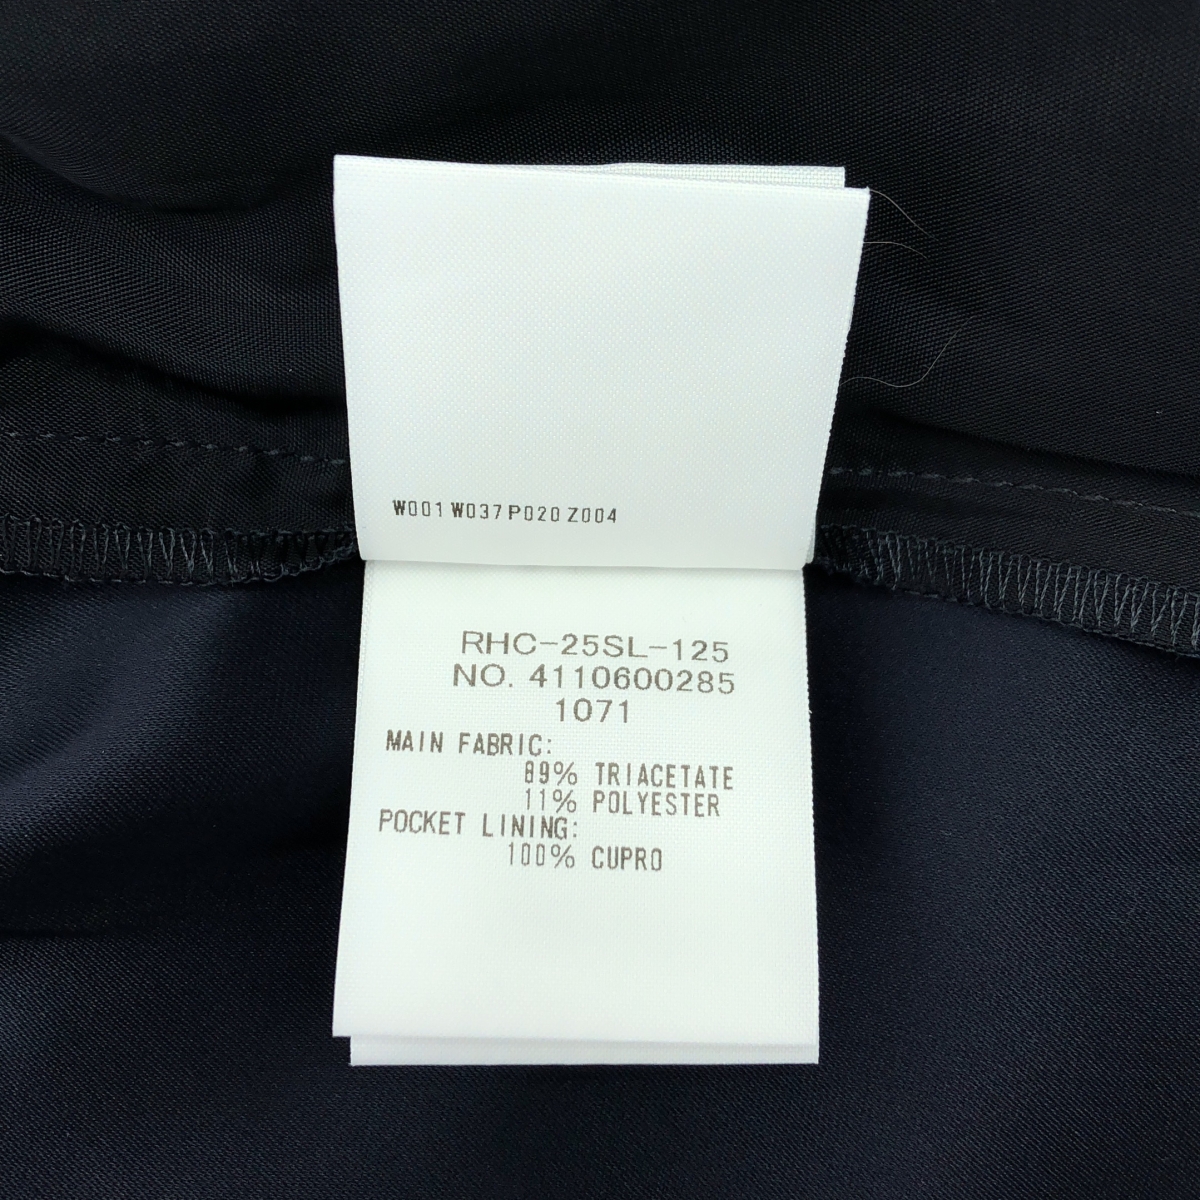 W001 W037 P020 Z004
RHC-25SL-125
NO. 4110600285
1071
MAIN FABRIC:
89% TRIACETATE
11% POLYESTER
POCKET LINING:
100% CUPRO